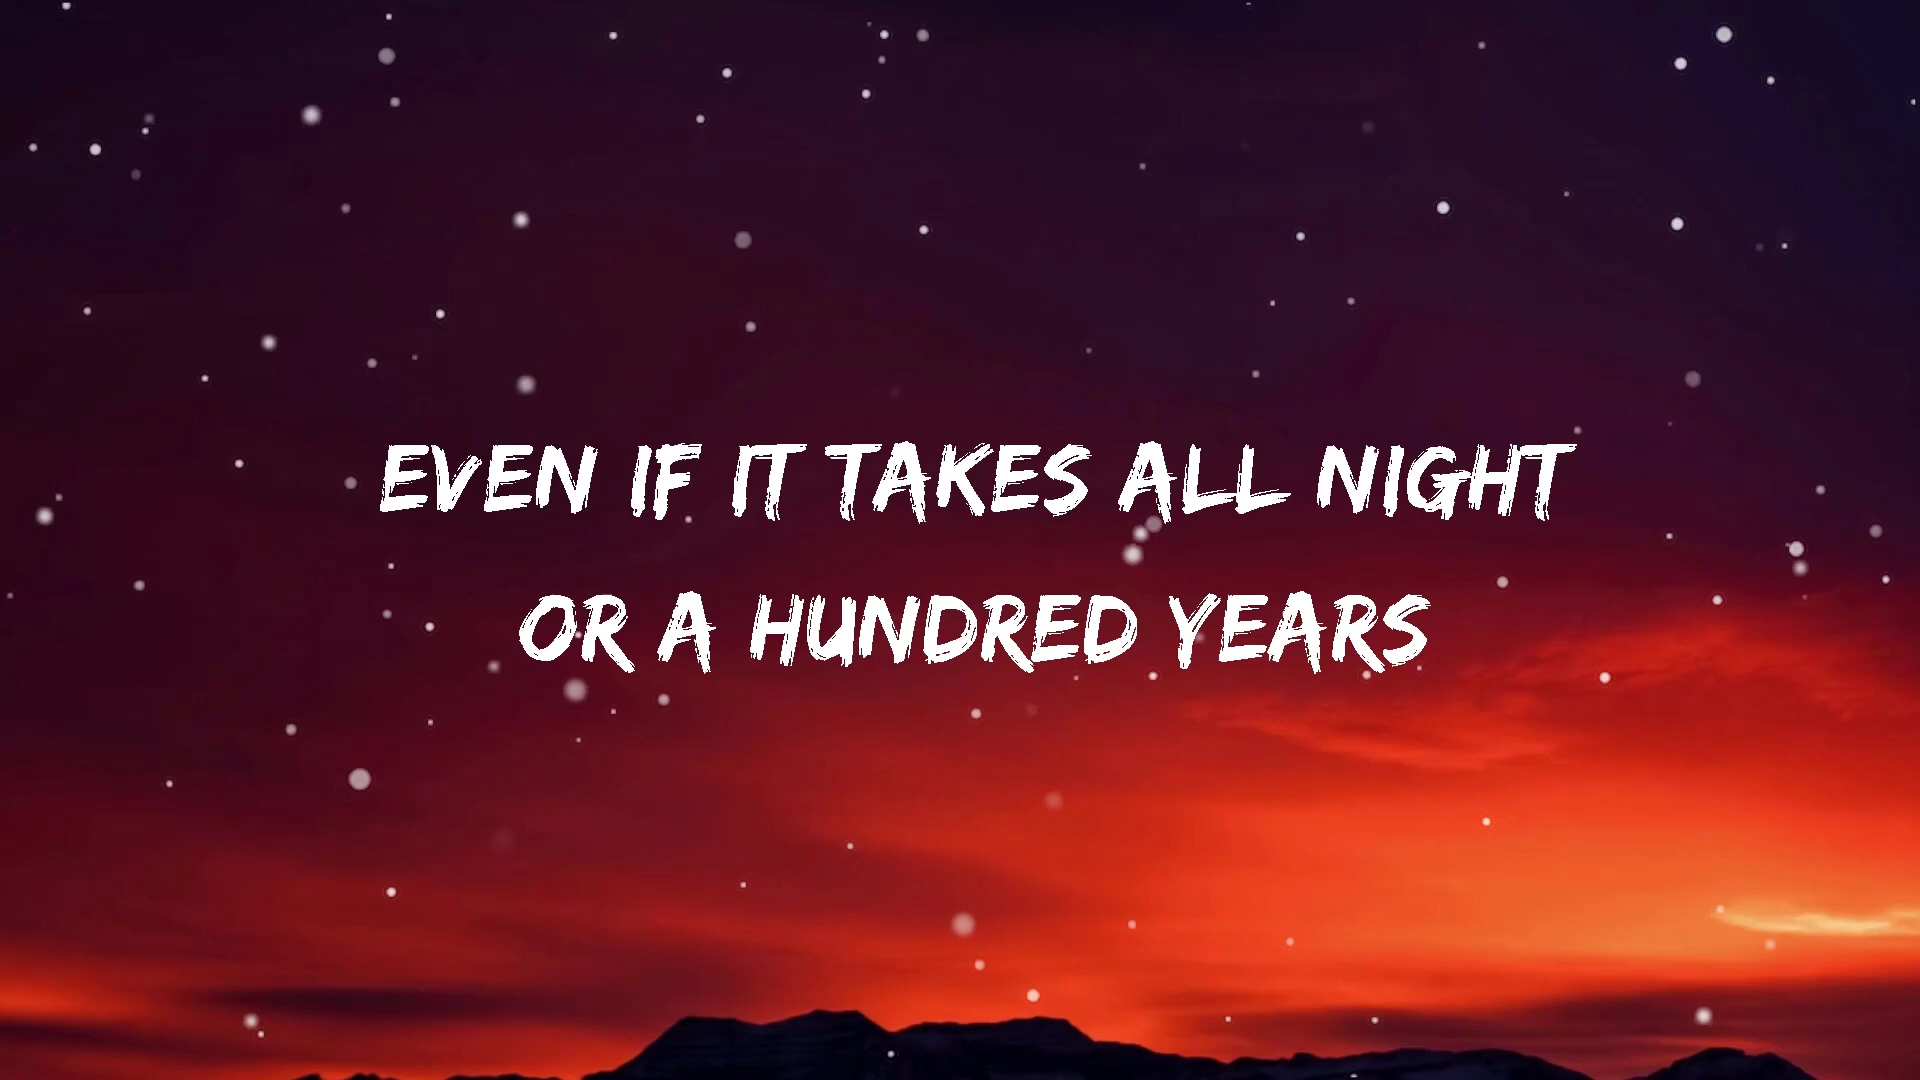 EVEN IF IT TAKES ALL NIGHT
OR A HUNDRED YEARS